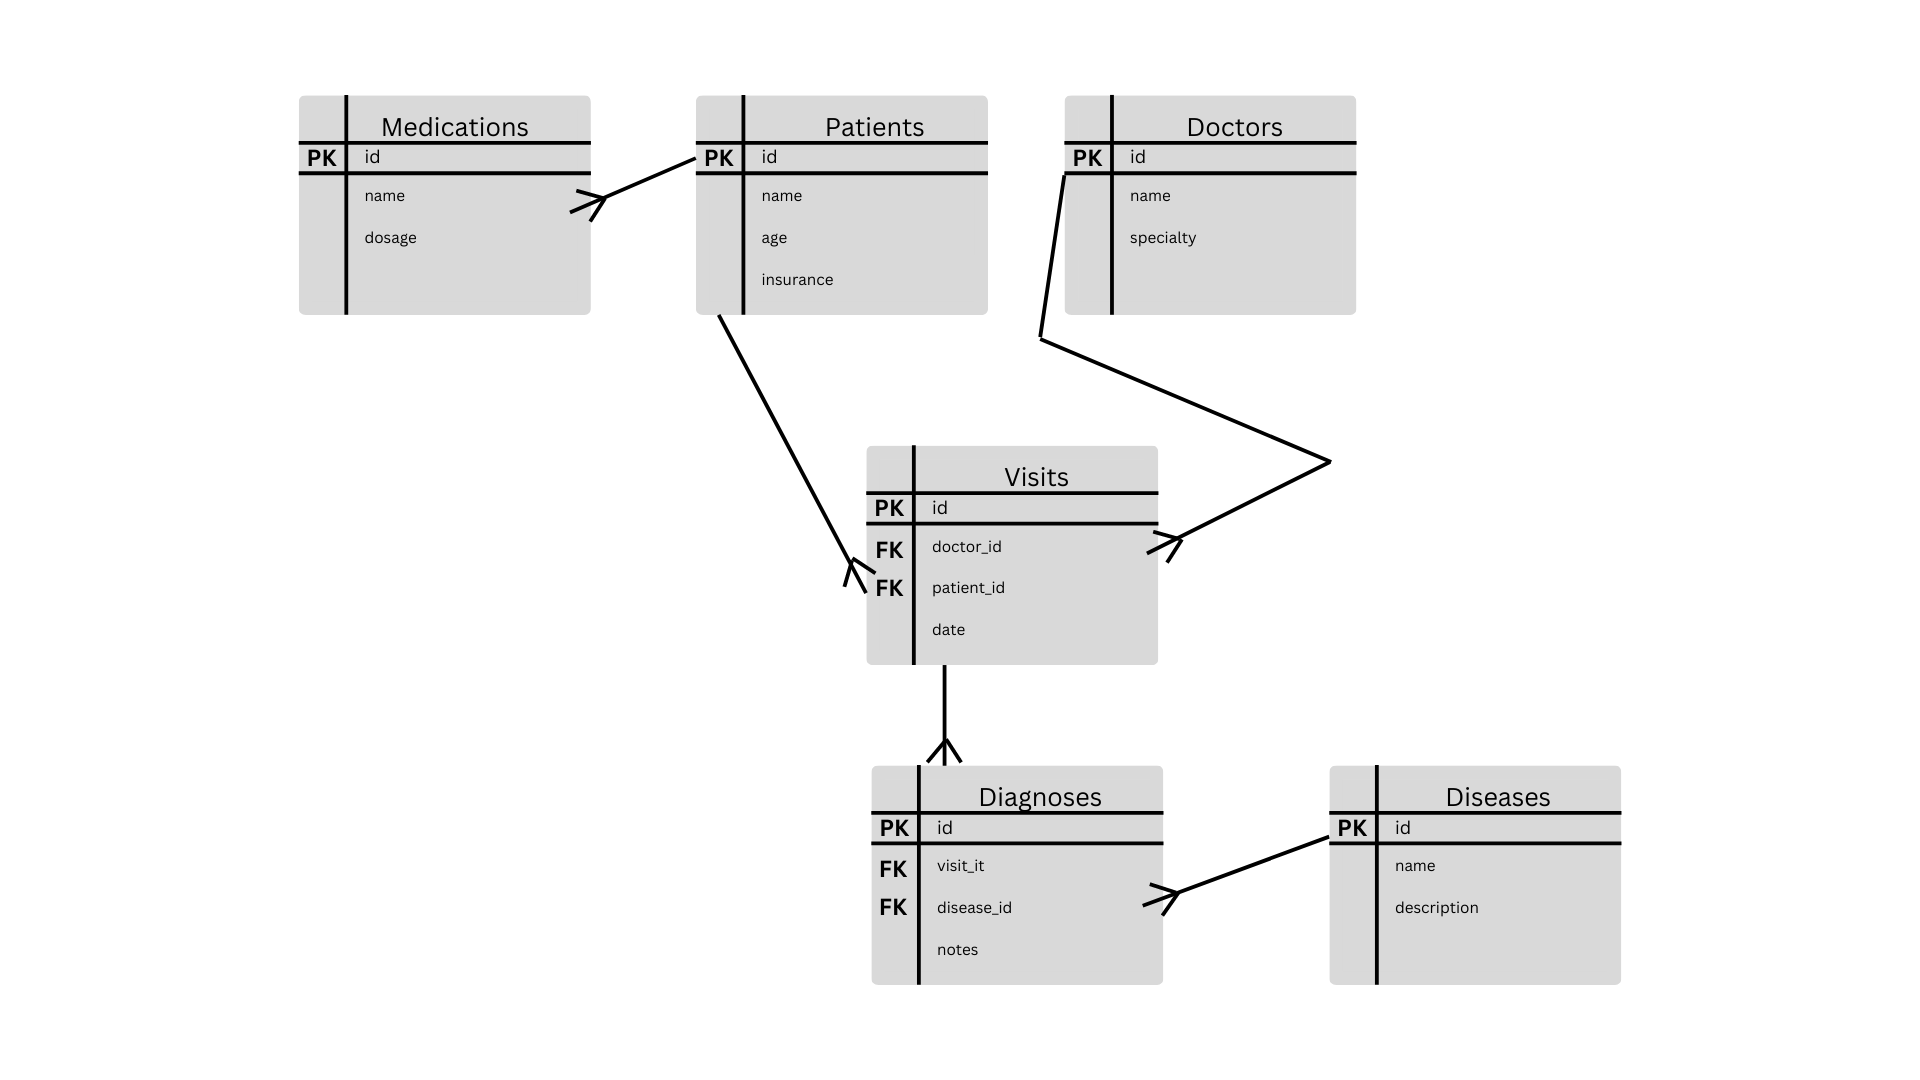 Medications
PK id
name
dosage
Patients
PK id
name
age
insurance
Doctors
PK id
name
specialty
Visits
PK id
FK doctor_id
FK patient_id
date
Diagnoses
PK id
FK visit_it
FK disease_id
notes
Diseases
PK id
name
description